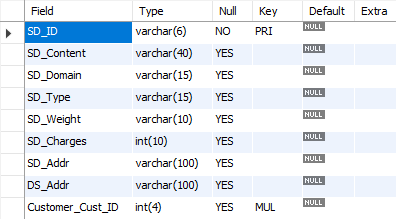 Field Type Null Key Default Extra
SD_ID varchar(6) NO PRI NULL
SD_Content varchar(40) YES NULL
SD_Domain varchar(15) YES NULL
SD_Type varchar(15) YES NULL
SD_Weight varchar(10) YES NULL
SD_Charges int(10) YES NULL
SD_Addr varchar(100) YES NULL
DS_Addr varchar(100) YES NULL
Customer_Cust_ID int(4) YES MUL NULL